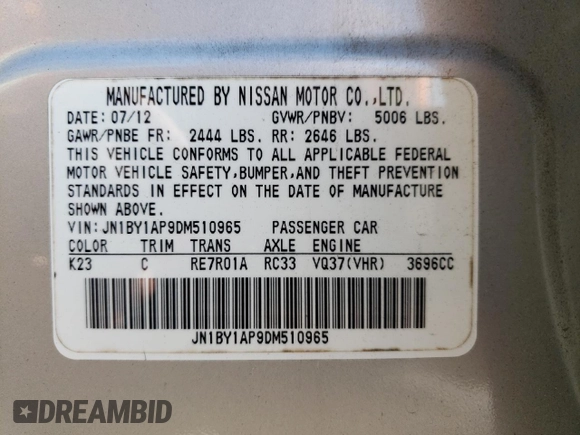 MANUFACTURED BY NISSAN MOTOR CO.,LTD.
DATE: 07/12 GVWR/PNBV: 5006 LBS.
GAWR/PNBE FR: 2444 LBS. RR: 2646 LBS.
THIS VEHICLE CONFORMS TO ALL APPLICABLE FEDERAL
MOTOR VEHICLE SAFETY,BUMPER,AND THEFT PREVENTION
STANDARDS IN EFFECT ON THE DATE OF MANUFACTURE
SHOWN ABOVE.
VIN:JN1BY1AP9DM510965 PASSENGER CAR
COLOR TRIM TRANS AXLE ENGINE
K23 C RE7R01A RC33 VQ37(VHR) 3696CC
JN1BY1AP9DM510965
DREAMBID